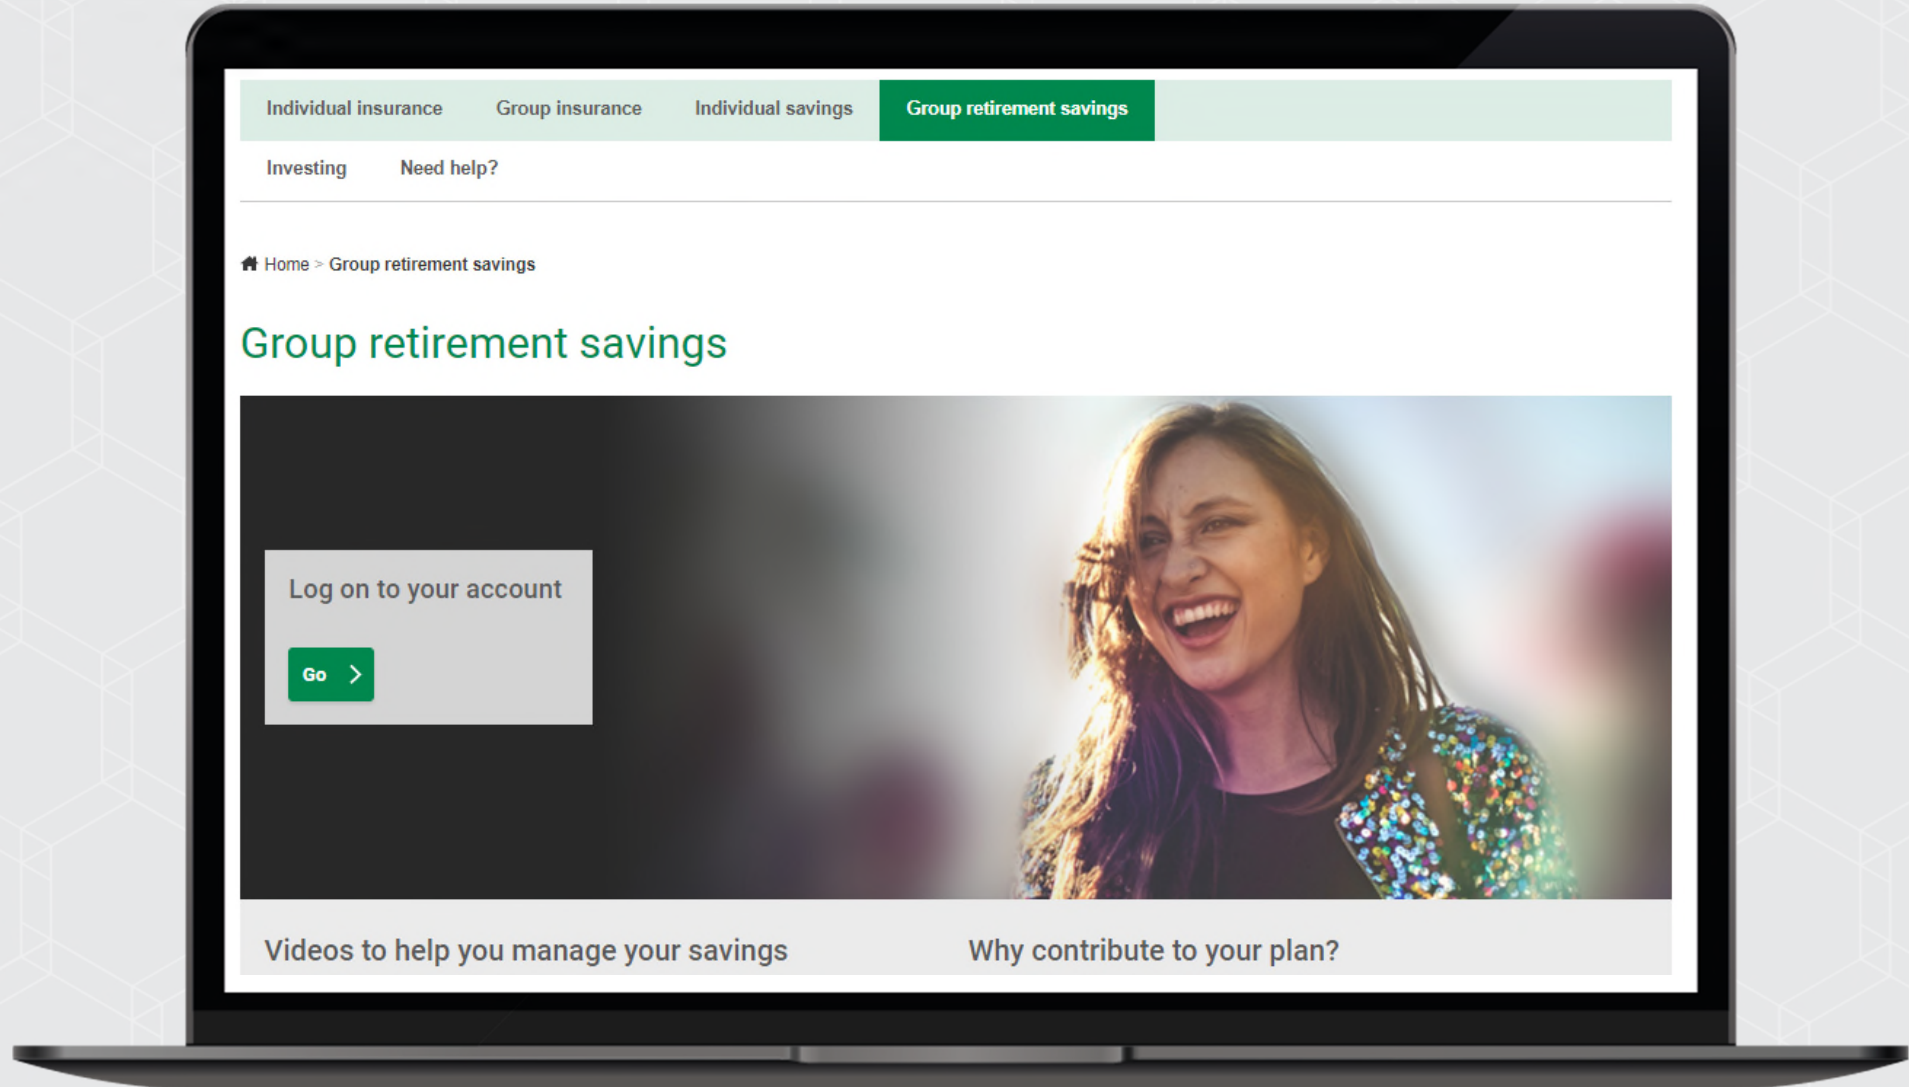 Individual insurance Group insurance Individual savings Group retirement savings
Investing Need help?
Home > Group retirement savings
Group retirement savings
Log on to your account
Go >
Videos to help you manage your savings Why contribute to your plan?